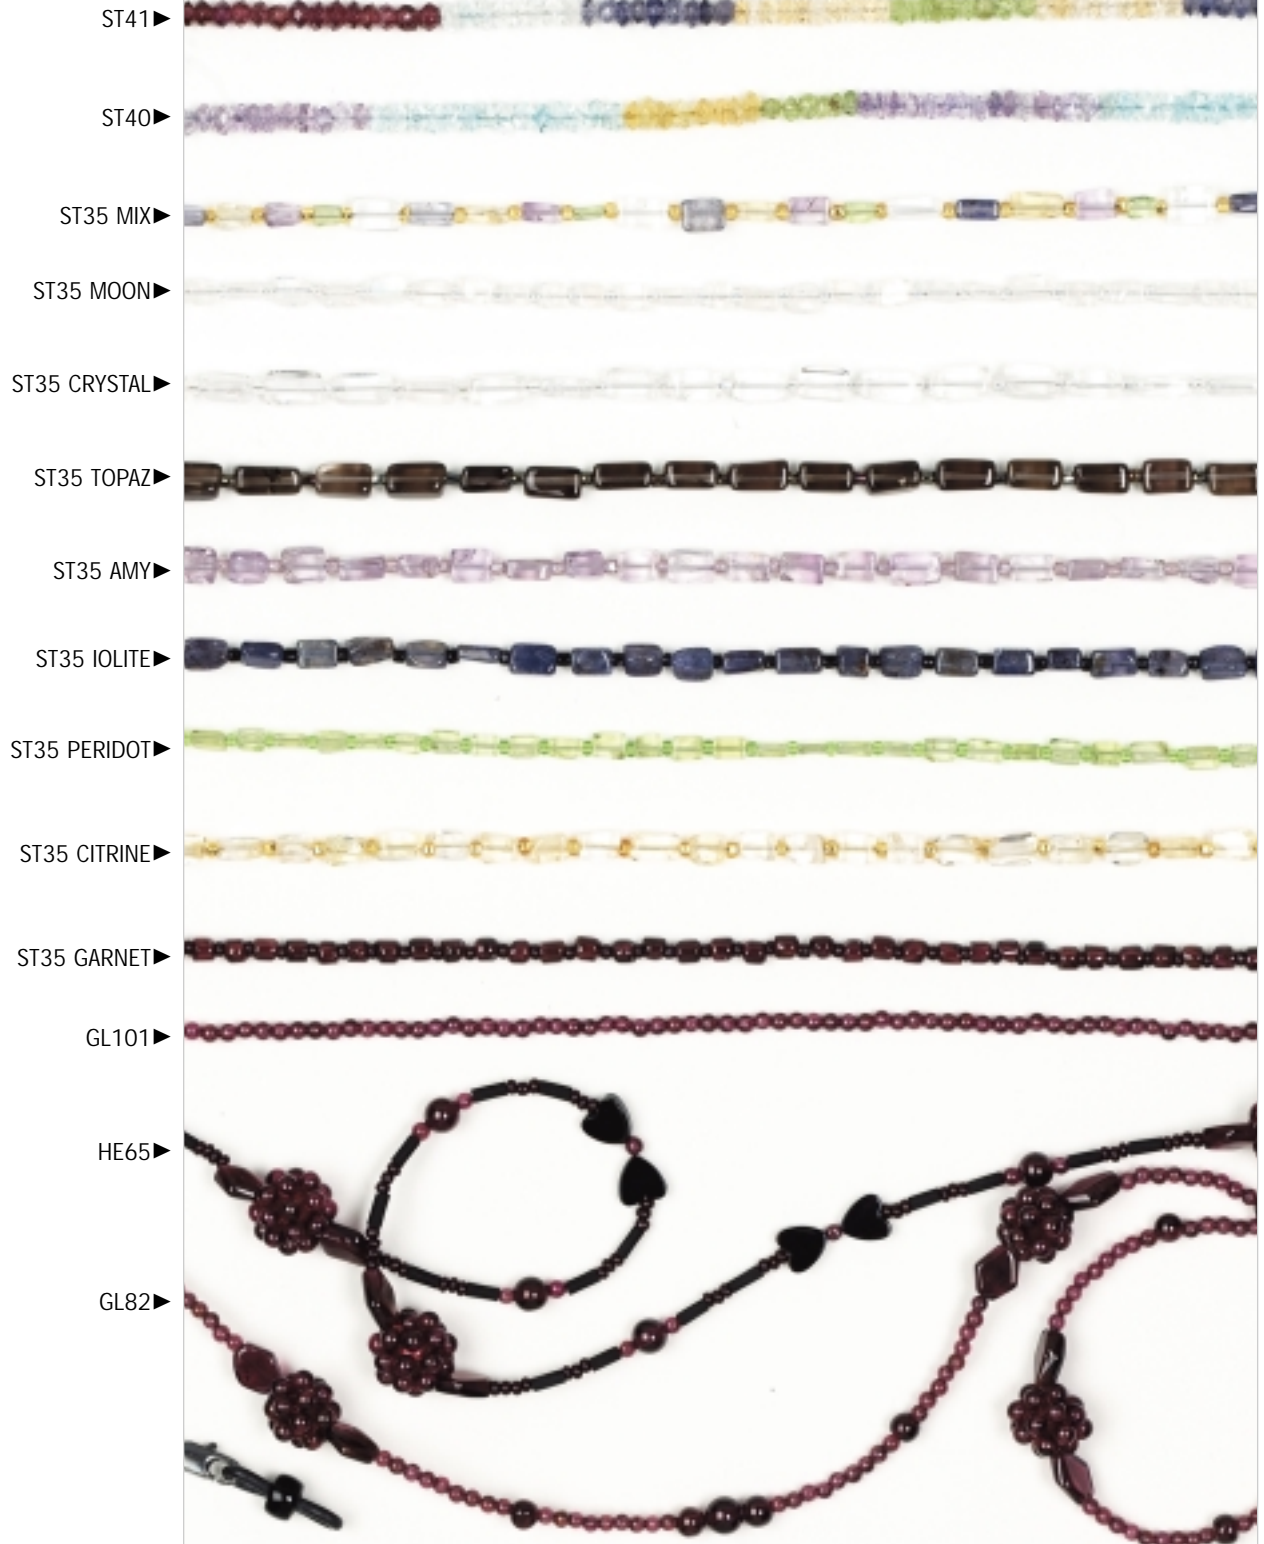 ST41▶
ST40▶
ST35 MIX▶
ST35 MOON▶
ST35 CRYSTAL▶
ST35 TOPAZ▶
ST35 AMY▶
ST35 IOLITE▶
ST35 PERIDOT▶
ST35 CITRINE▶
ST35 GARNET▶
GL101▶
HE65▶
GL82▶